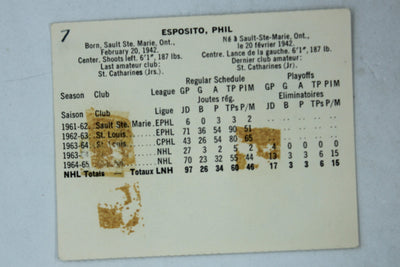 7
ESPOSITO, PHIL
Born, Sault Ste. Marie, Ont., Né à Sault-Ste-Marie, Ont.,
February 20, 1942. le 20 février 1942.
Center, Shoots left. 6'1", 187 lbs. Centre. Lance de la gauche. 6'1", 187 lb.
Last amateur club: Dernier club amateur:
St. Catharines (Jrs.). St. Catharines (Jr)
Regular Schedule Playoffs
Season Club League GP G A TP PIM GP G A TP PIM
Joutes rég. Eliminatoires
Saison Club Ligue JD B P TPs P/M JD B P TPs P/M
1961-62 Sault Ste. Marie EPHL 6 0 3 3 2
1962-63 St. Louis EPHL 71 36 54 90 51
1963-64 St. Louis CPHL 43 26 54 80 65
1963- NHL 27 3 2 5 2 4 0 0 0 0
1964-65 NHL 70 23 32 55 44 13 3 3 6 15
NHL Totals Totaux LNH 97 26 34 60 46 17 3 3 6 15